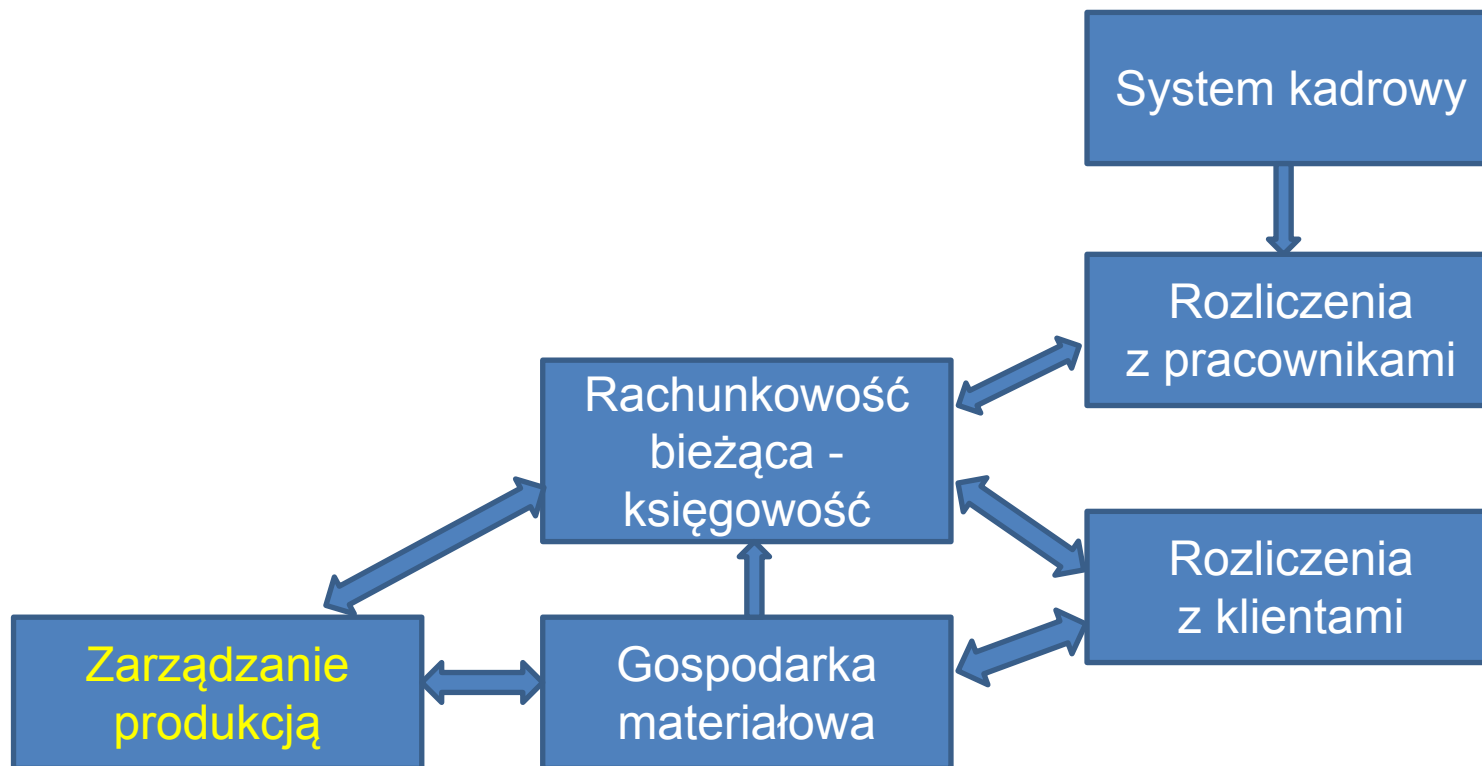 System kadrowy
Rozliczenia
z pracownikami
Rachunkowość
bieżąca -
księgowość
Rozliczenia
z klientami
Zarządzanie
produkcją
Gospodarka
materiałowa